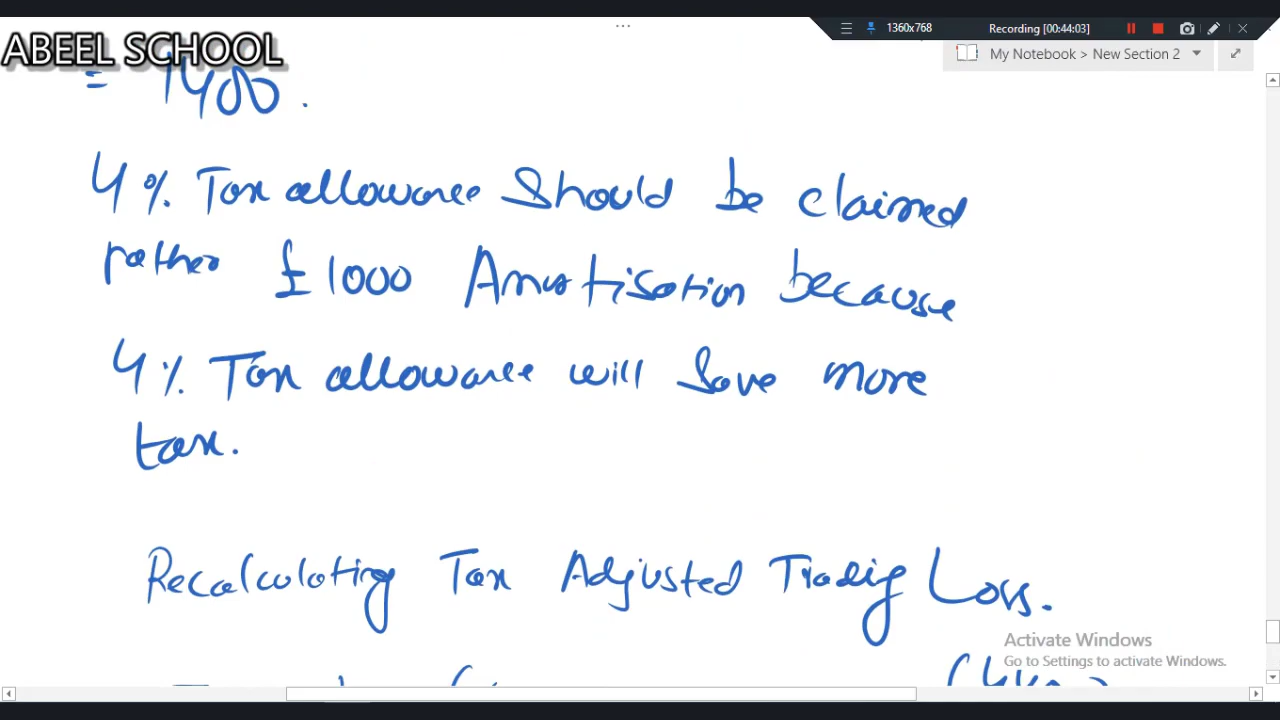 ABEEL SCHOOL
1360x768
Recording [00:44:03]
My Notebook > New Section 2
= 1400.
4% Tax allowance should be claimed
rather £1000 Amortisation because
4% Tax allowance will save more
tax.
Recalculating Tax Adjusted Tradig Loss.
Activate Windows
Go to Settings to activate Windows.